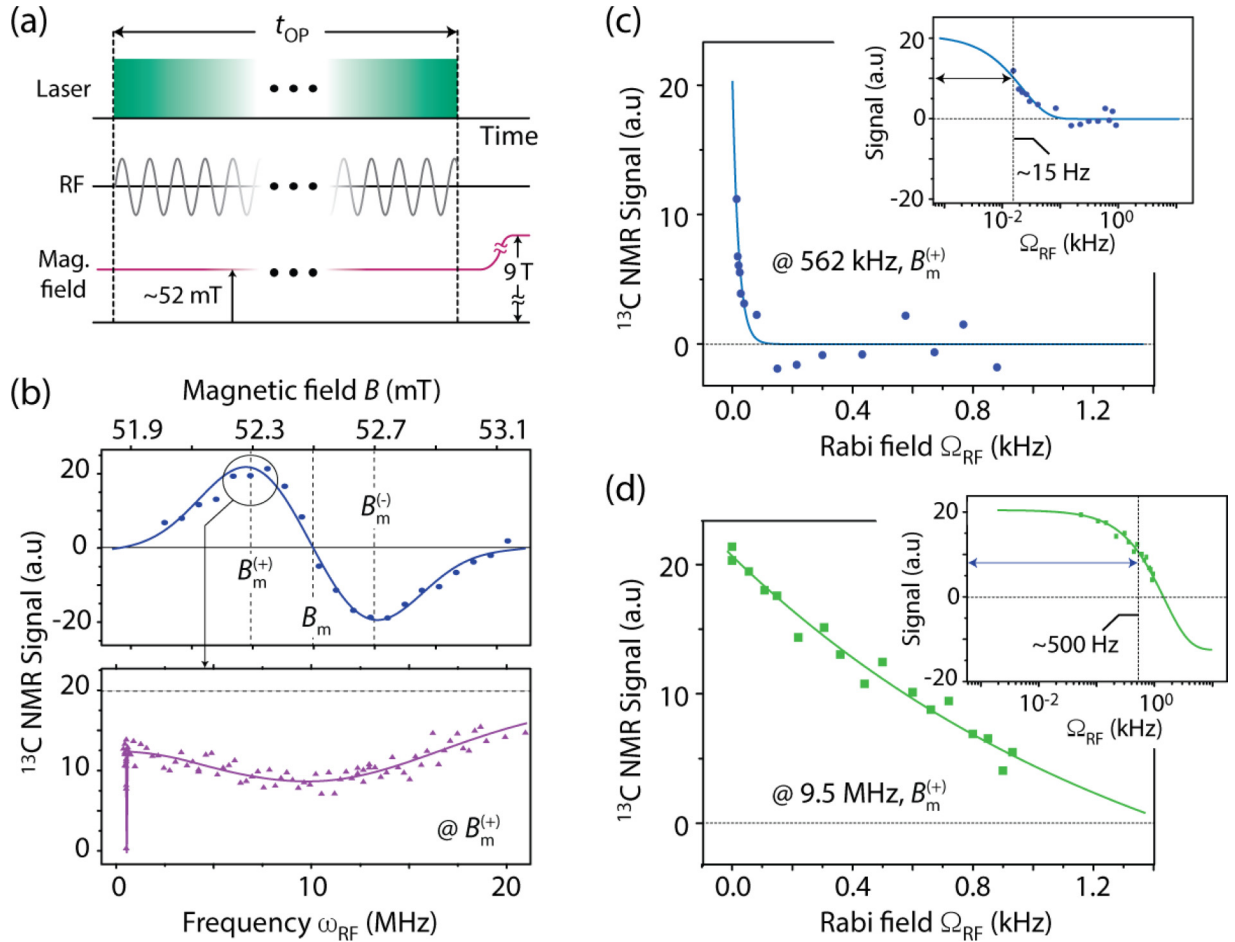 (a)
t_OP
Laser
Time
RF
Mag.
field
~52 mT
9 T
(b)
Magnetic field B (mT)
51.9 52.3 52.7 53.1
20
0
-20
B_m^(+)
B_m
B_m^(-)
¹³C NMR Signal (a.u)
20
10
0
@ B_m^(+)
0 10 20
Frequency ω_RF (MHz)
(c)
¹³C NMR Signal (a.u)
20
10
0
@ 562 kHz, B_m^(+)
0.0 0.4 0.8 1.2
Rabi field Ω_RF (kHz)
Signal (a.u)
20
0
-20
~15 Hz
10⁻² 10⁰
Ω_RF (kHz)
(d)
¹³C NMR Signal (a.u)
20
10
0
@ 9.5 MHz, B_m^(+)
0.0 0.4 0.8 1.2
Rabi field Ω_RF (kHz)
Signal (a.u)
20
0
-20
~500 Hz
10⁻² 10⁰
Ω_RF (kHz)